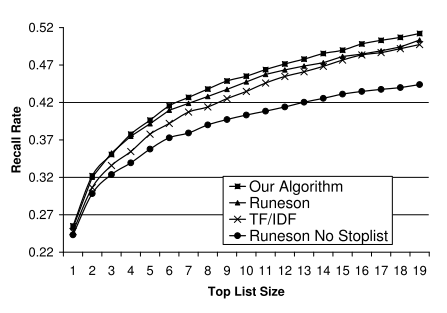 0.52
0.47
0.42
0.37
0.32
0.27
0.22
Recall Rate
Our Algorithm
Runeson
TF/IDF
Runeson No Stoplist
1 2 3 4 5 6 7 8 9 10 11 12 13 14 15 16 17 18 19
Top List Size